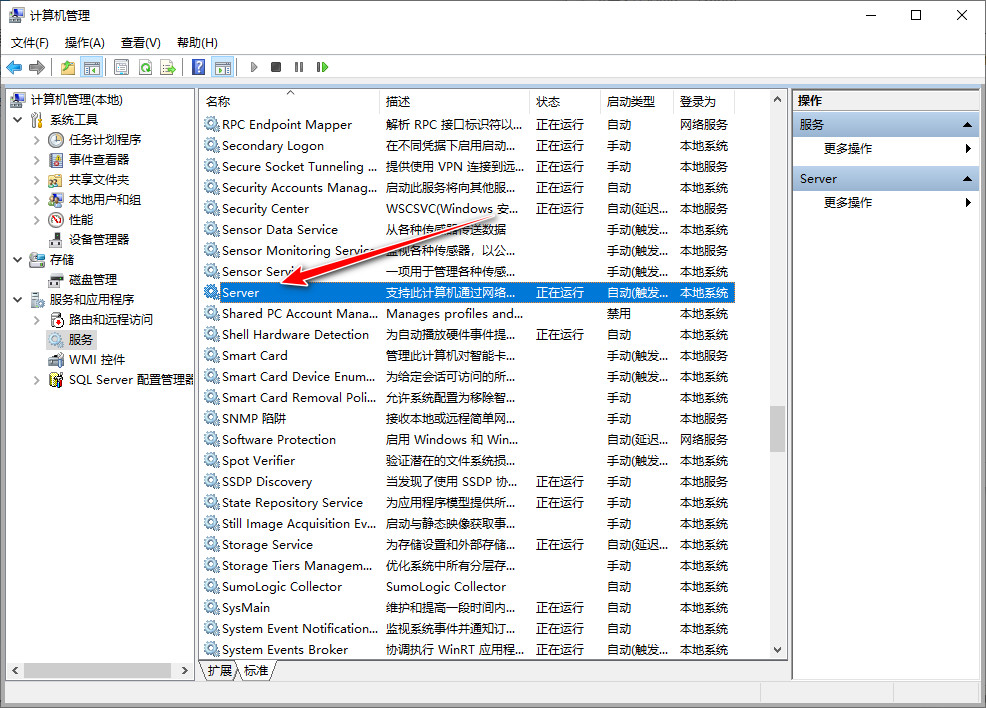 计算机管理
文件(F) 操作(A) 查看(V) 帮助(H)
计算机管理(本地)
系统工具
任务计划程序
事件查看器
共享文件夹
本地用户和组
性能
设备管理器
存储
磁盘管理
服务和应用程序
路由和远程访问
服务
WMI 控件
SQL Server 配置管理器
名称 描述 状态 启动类型 登录为
RPC Endpoint Mapper 解析 RPC 接口标识符以... 正在运行 自动 网络服务
Secondary Logon 在不同凭据下启用启动... 正在运行 手动 本地系统
Secure Socket Tunneling ... 提供使用 VPN 连接到远... 正在运行 手动 本地服务
Security Accounts Manag... 启动此服务将向其他服... 正在运行 自动 本地系统
Security Center WSCSVC(Windows 安... 正在运行 自动(延迟... 本地服务
Sensor Data Service 从各种传感器传送数据 手动(触发... 本地系统
Sensor Monitoring Service 监视各种传感器，以公... 手动(触发... 本地服务
Sensor Servi 一项用于管理各种传感... 手动(触发... 本地系统
Server 支持此计算机通过网络... 正在运行 自动(触发... 本地系统
Shared PC Account Mana... Manages profiles and... 禁用 本地系统
Shell Hardware Detection 为自动播放硬件事件提... 正在运行 自动 本地系统
Smart Card 管理此计算机对智能卡... 手动(触发... 本地服务
Smart Card Device Enum... 为给定会话可访问的所... 手动(触发... 本地系统
Smart Card Removal Poli... 允许系统配置为移除智... 手动 本地系统
SNMP 陷阱 接收本地或远程简单网... 手动 本地服务
Software Protection 启用 Windows 和 Win... 自动(延迟... 网络服务
Spot Verifier 验证潜在的文件系统损... 手动(触发... 本地系统
SSDP Discovery 当发现了使用 SSDP 协... 正在运行 手动 本地服务
State Repository Service 为应用程序模型提供所... 正在运行 手动 本地系统
Still Image Acquisition Ev... 启动与静态映像获取事... 手动 本地系统
Storage Service 为存储设置和外部存储... 正在运行 自动(延迟... 本地系统
Storage Tiers Managem... 优化系统中所有分层存... 手动 本地系统
SumoLogic Collector SumoLogic Collector 自动 本地系统
SysMain 维护和提高一段时间内... 正在运行 自动 本地系统
System Event Notification... 监视系统事件并通知订... 正在运行 自动 本地系统
System Events Broker 协调执行 WinRT 应用程... 正在运行 自动(触发... 本地系统
扩展 标准
操作
服务
更多操作
Server
更多操作